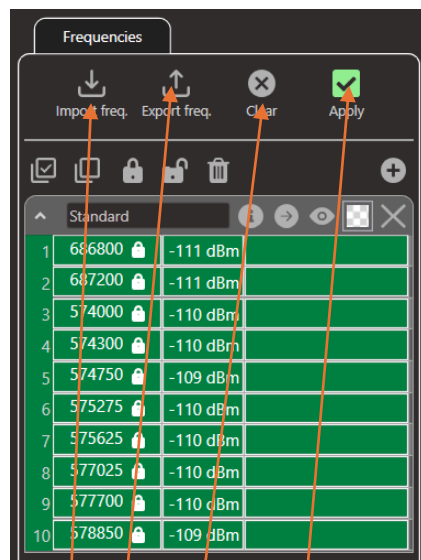 Frequencies
Import freq. Export freq. Clear Apply
Standard
1 686800 -111 dBm
2 687200 -111 dBm
3 574000 -110 dBm
4 574300 -110 dBm
5 574750 -109 dBm
6 575275 -110 dBm
7 575625 -110 dBm
8 577025 -110 dBm
9 577700 -110 dBm
10 578850 -109 dBm